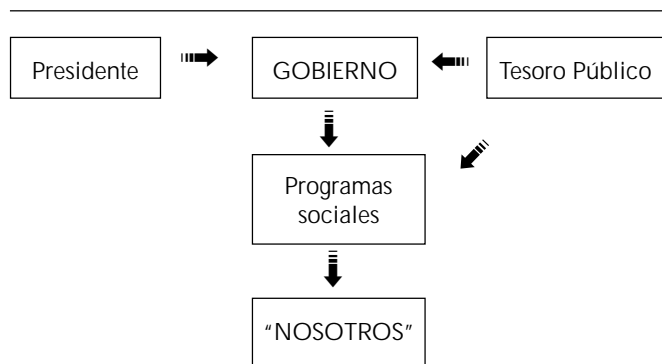 Presidente
GOBIERNO
Tesoro Público
Programas
sociales
“NOSOTROS”